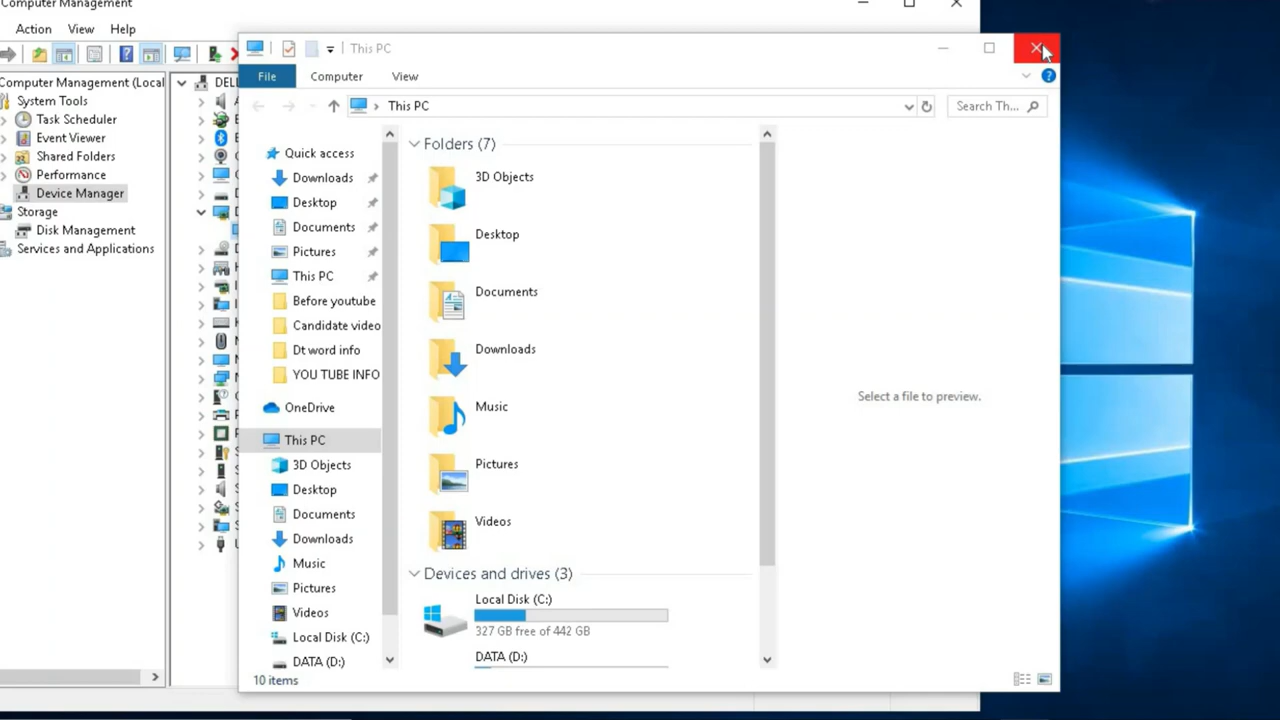 Computer Management
Action View Help
Computer Management (Local
System Tools
Task Scheduler
Event Viewer
Shared Folders
Performance
Device Manager
Storage
Disk Management
Services and Applications
This PC
File Computer View
This PC
Search Th...
Quick access
Downloads
Desktop
Documents
Pictures
This PC
Before youtube
Candidate video
Dt word info
YOU TUBE INFO
OneDrive
This PC
3D Objects
Desktop
Documents
Downloads
Music
Pictures
Videos
Local Disk (C:)
DATA (D:)
Folders (7)
3D Objects
Desktop
Documents
Downloads
Music
Pictures
Videos
Devices and drives (3)
Local Disk (C:)
327 GB free of 442 GB
DATA (D:)
Select a file to preview.
10 items